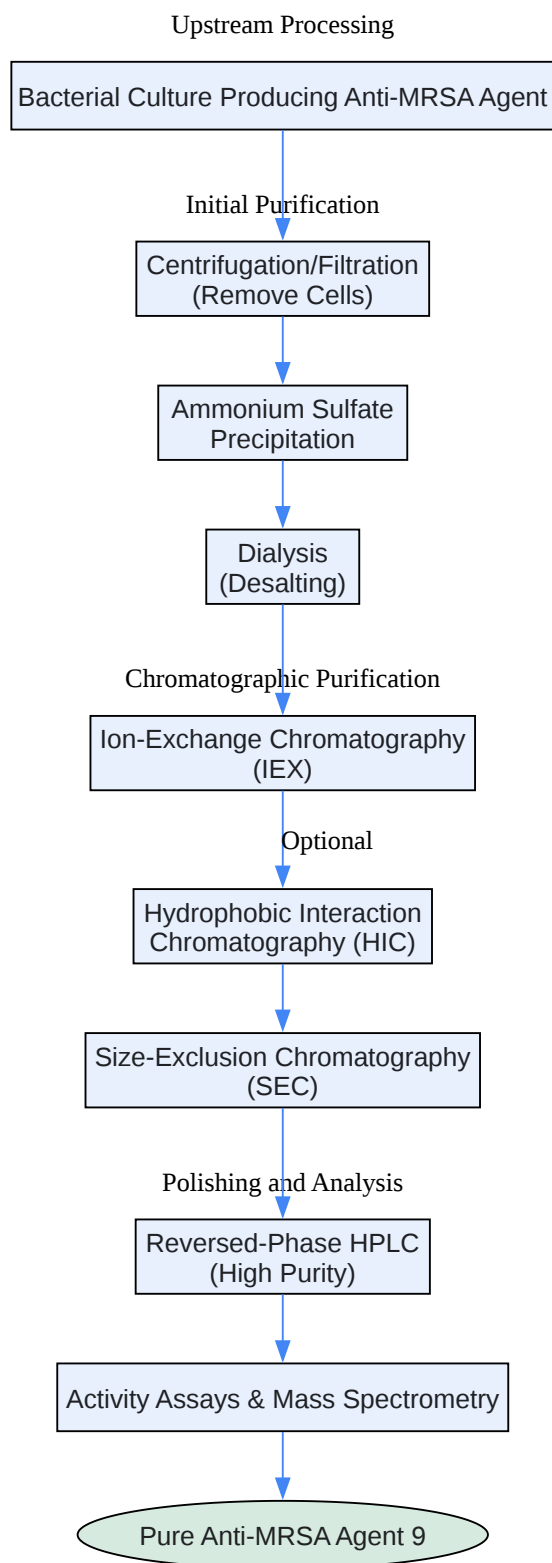 Upstream Processing
Bacterial Culture Producing Anti-MRSA Agent
Initial Purification
Centrifugation/Filtration
(Remove Cells)
Ammonium Sulfate
Precipitation
Dialysis
(Desalting)
Chromatographic Purification
Ion-Exchange Chromatography
(IEX)
Optional
Hydrophobic Interaction
Chromatography (HIC)
Size-Exclusion Chromatography
(SEC)
Polishing and Analysis
Reversed-Phase HPLC
(High Purity)
Activity Assays & Mass Spectrometry
Pure Anti-MRSA Agent 9